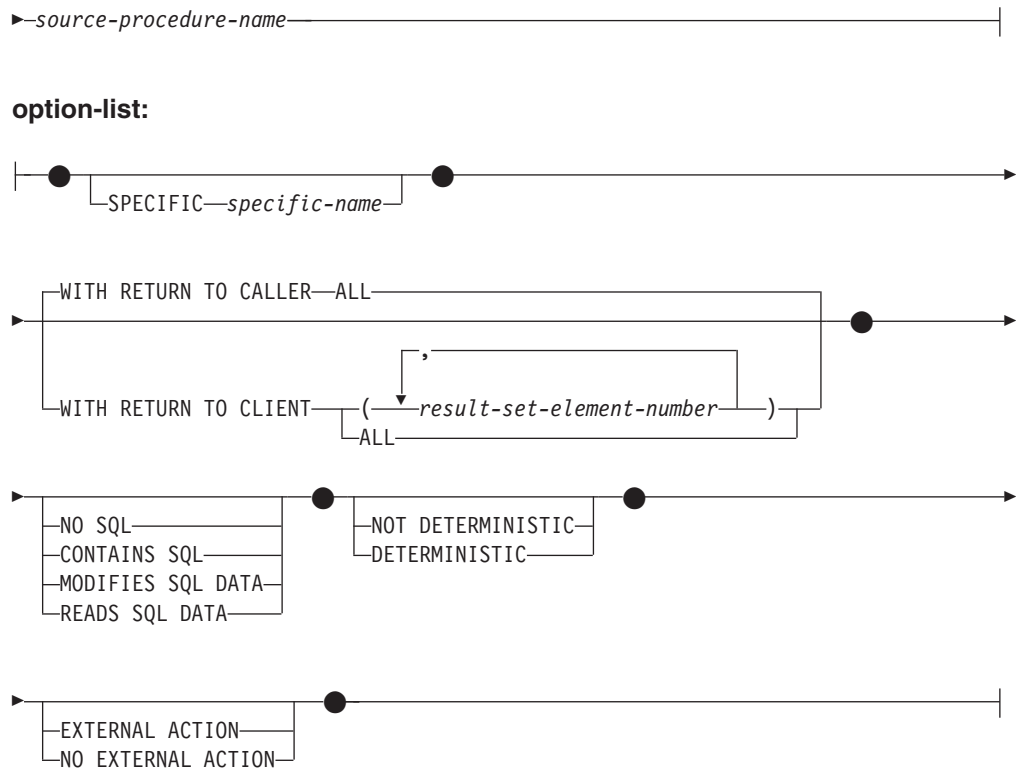 source-procedure-name
option-list:
SPECIFIC specific-name
WITH RETURN TO CALLER ALL
,
WITH RETURN TO CLIENT ( result-set-element-number )
ALL
NO SQL NOT DETERMINISTIC
CONTAINS SQL DETERMINISTIC
MODIFIES SQL DATA
READS SQL DATA
EXTERNAL ACTION
NO EXTERNAL ACTION